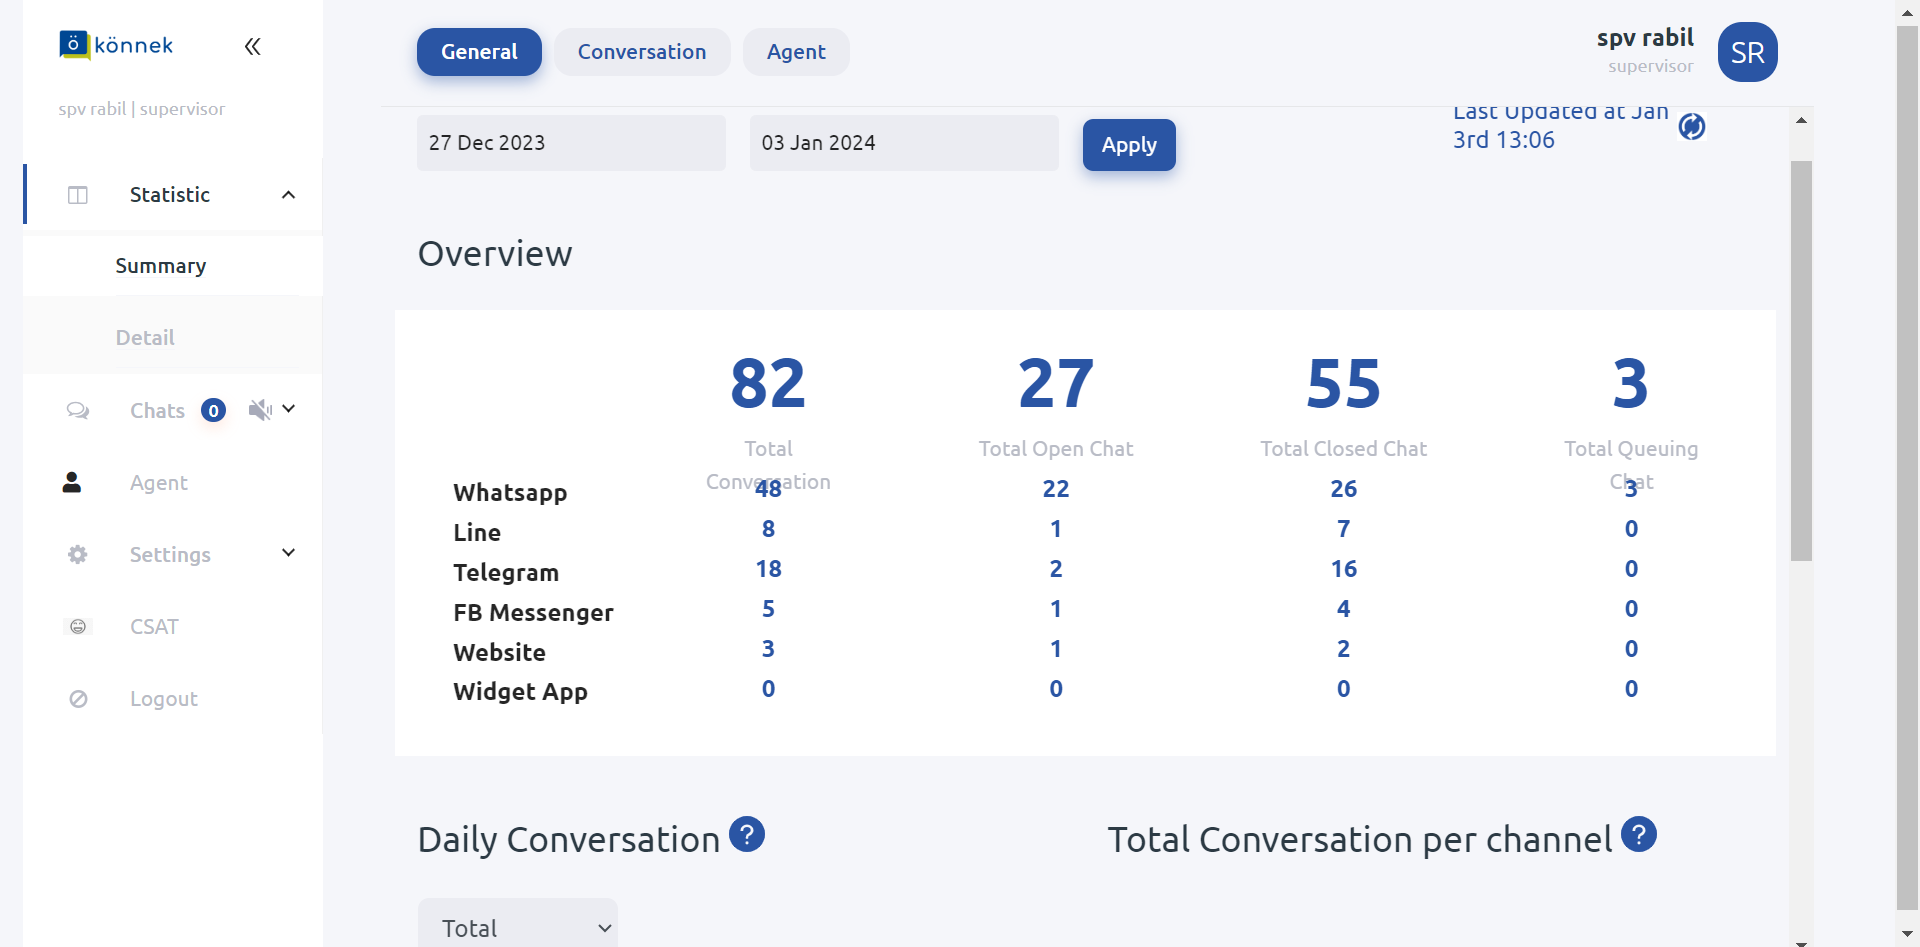 könnek
spv rabil | supervisor
Statistic
Summary
Detail
Chats 0
Agent
Settings
CSAT
Logout
General Conversation Agent
spv rabil
supervisor
SR
27 Dec 2023 03 Jan 2024 Apply
Last Updated at Jan
3rd 13:06
Overview
82 27 55 3
Total Conversation Total Open Chat Total Closed Chat Total Queuing Chat
Whatsapp 48 22 26 3
Line 8 1 7 0
Telegram 18 2 16 0
FB Messenger 5 1 4 0
Website 3 1 2 0
Widget App 0 0 0 0
Daily Conversation ? Total Conversation per channel ?
Total